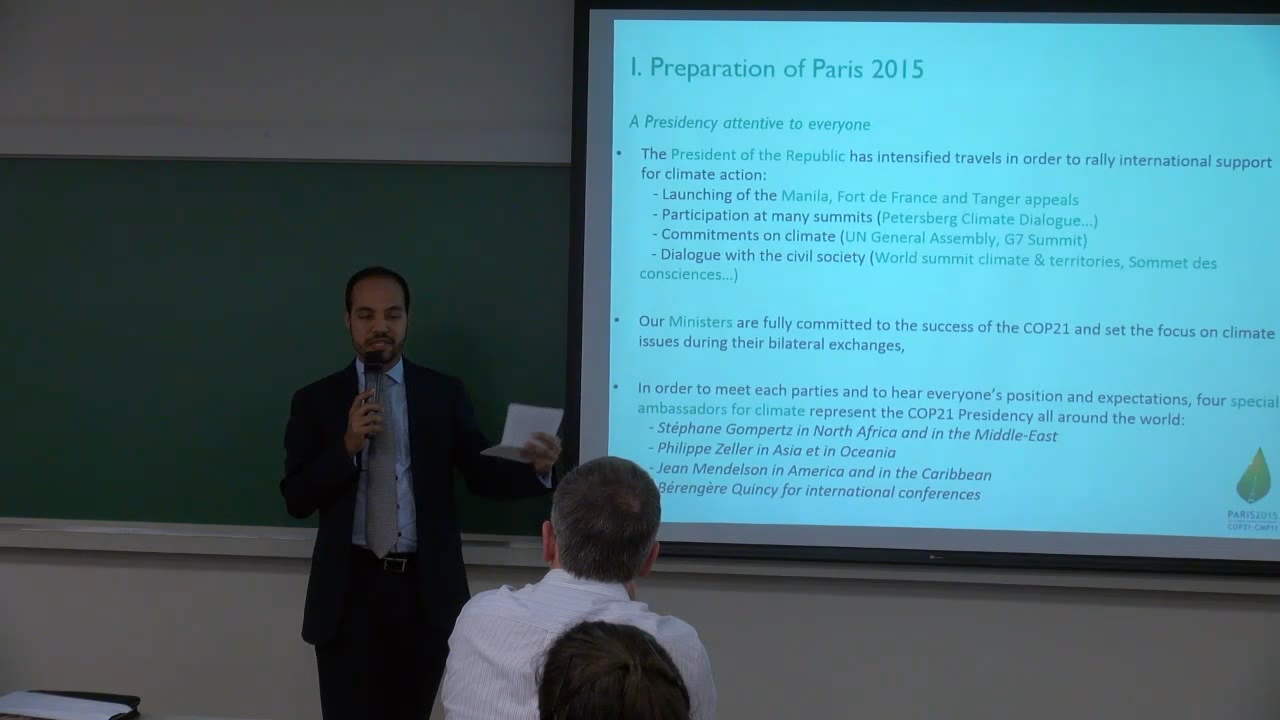 I. Preparation of Paris 2015
A Presidency attentive to everyone
• The President of the Republic has intensified travels in order to rally international support
for climate action:
- Launching of the Manila, Fort de France and Tanger appeals
- Participation at many summits (Petersberg Climate Dialogue...)
- Commitments on climate (UN General Assembly, G7 Summit)
- Dialogue with the civil society (World summit climate & territories, Sommet des
consciences...)
• Our Ministers are fully committed to the success of the COP21 and set the focus on climate
issues during their bilateral exchanges,
• In order to meet each parties and to hear everyone's position and expectations, four special
ambassadors for climate represent the COP21 Presidency all around the world:
- Stéphane Gompertz in North Africa and in the Middle-East
- Philippe Zeller in Asia et in Oceania
- Jean Mendelson in America and in the Caribbean
- Bérengère Quincy for international conferences
PARIS2015
COP21·CMP11